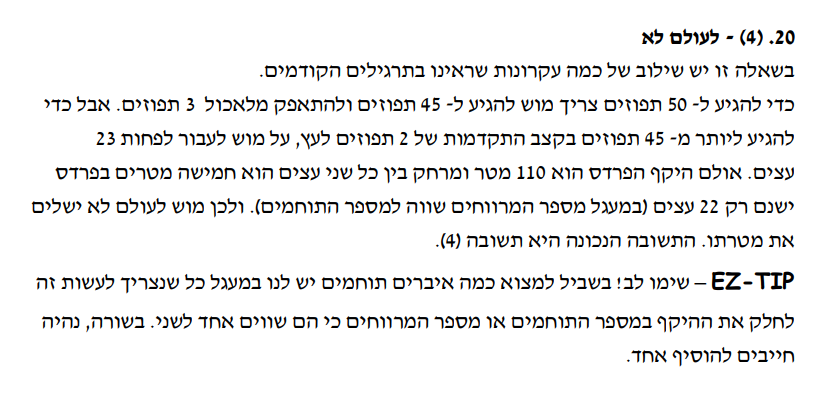 20. (4) - לעולם לא
בשאלה זו יש שילוב של כמה עקרונות שראינו בתרגילים הקודמים.
כדי להגיע ל- 50 תפוזים צריך מוש להגיע ל- 45 תפוזים ולהתאפק מלאכול 3 תפוזים. אבל כדי
להגיע ליותר מ- 45 תפוזים בקצב התקדמות של 2 תפוזים לעץ, על מוש לעבור לפחות 23
עצים. אולם היקף הפרדס הוא 110 מטר ומרחק בין כל שני עצים הוא חמישה מטרים בפרדס
ישנם רק 22 עצים (במעגל מספר המרווחים שווה למספר התוחמים). ולכן מוש לעולם לא ישלים
את מטרתו. התשובה הנכונה היא תשובה (4).
EZ-TIP – שימו לב! בשביל למצוא כמה איברים תוחמים יש לנו במעגל כל שנצריך לעשות זה
לחלק את ההיקף במספר התוחמים או מספר המרווחים כי הם שווים אחד לשני. בשורה, נהיה
חייבים להוסיף אחד.